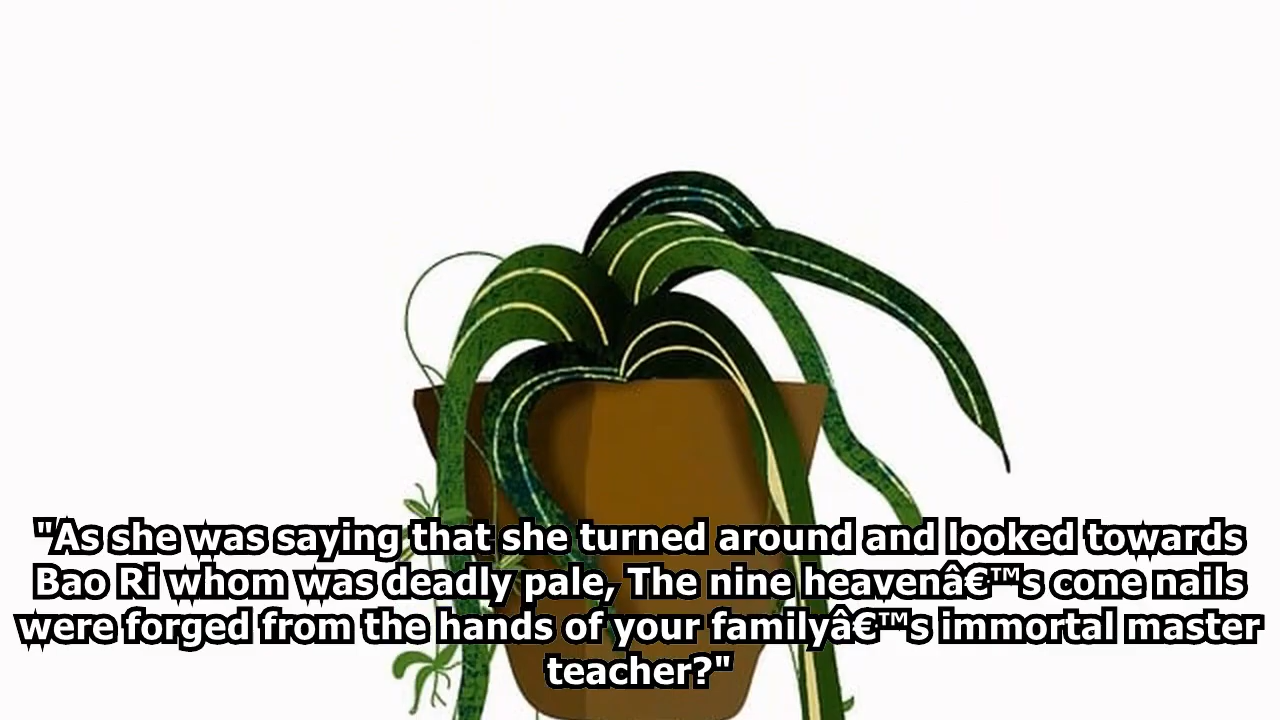 "As she was saying that she turned around and looked towards
Bao Ri whom was deadly pale, The nine heavenâ€™s cone nails
were forged from the hands of your familyâ€™s immortal master
teacher?"